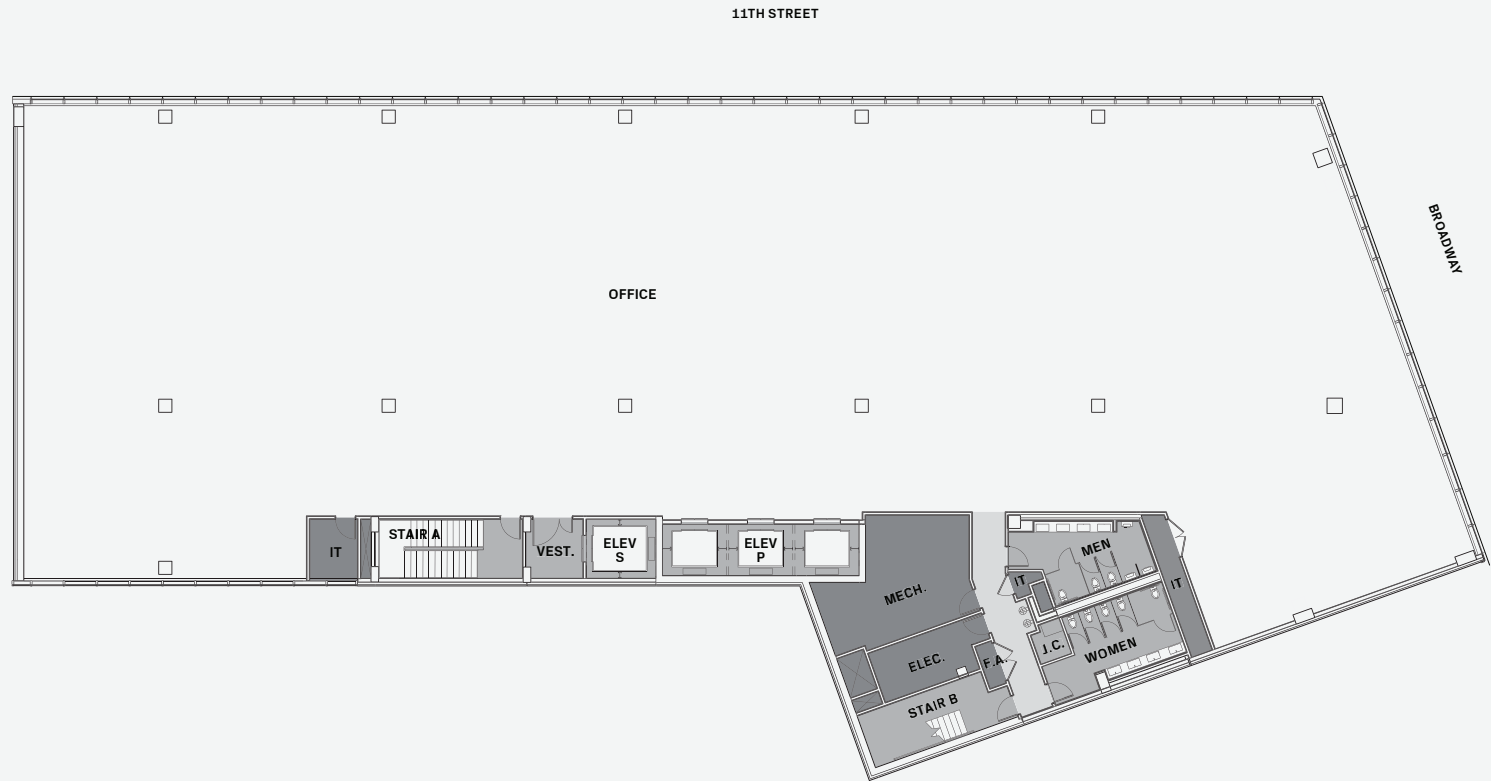 11TH STREET
BROADWAY
OFFICE
IT
STAIR A
VEST.
ELEV
S
ELEV
P
MECH.
MEN
IT
IT
ELEC.
F.A.
J.C.
WOMEN
STAIR B